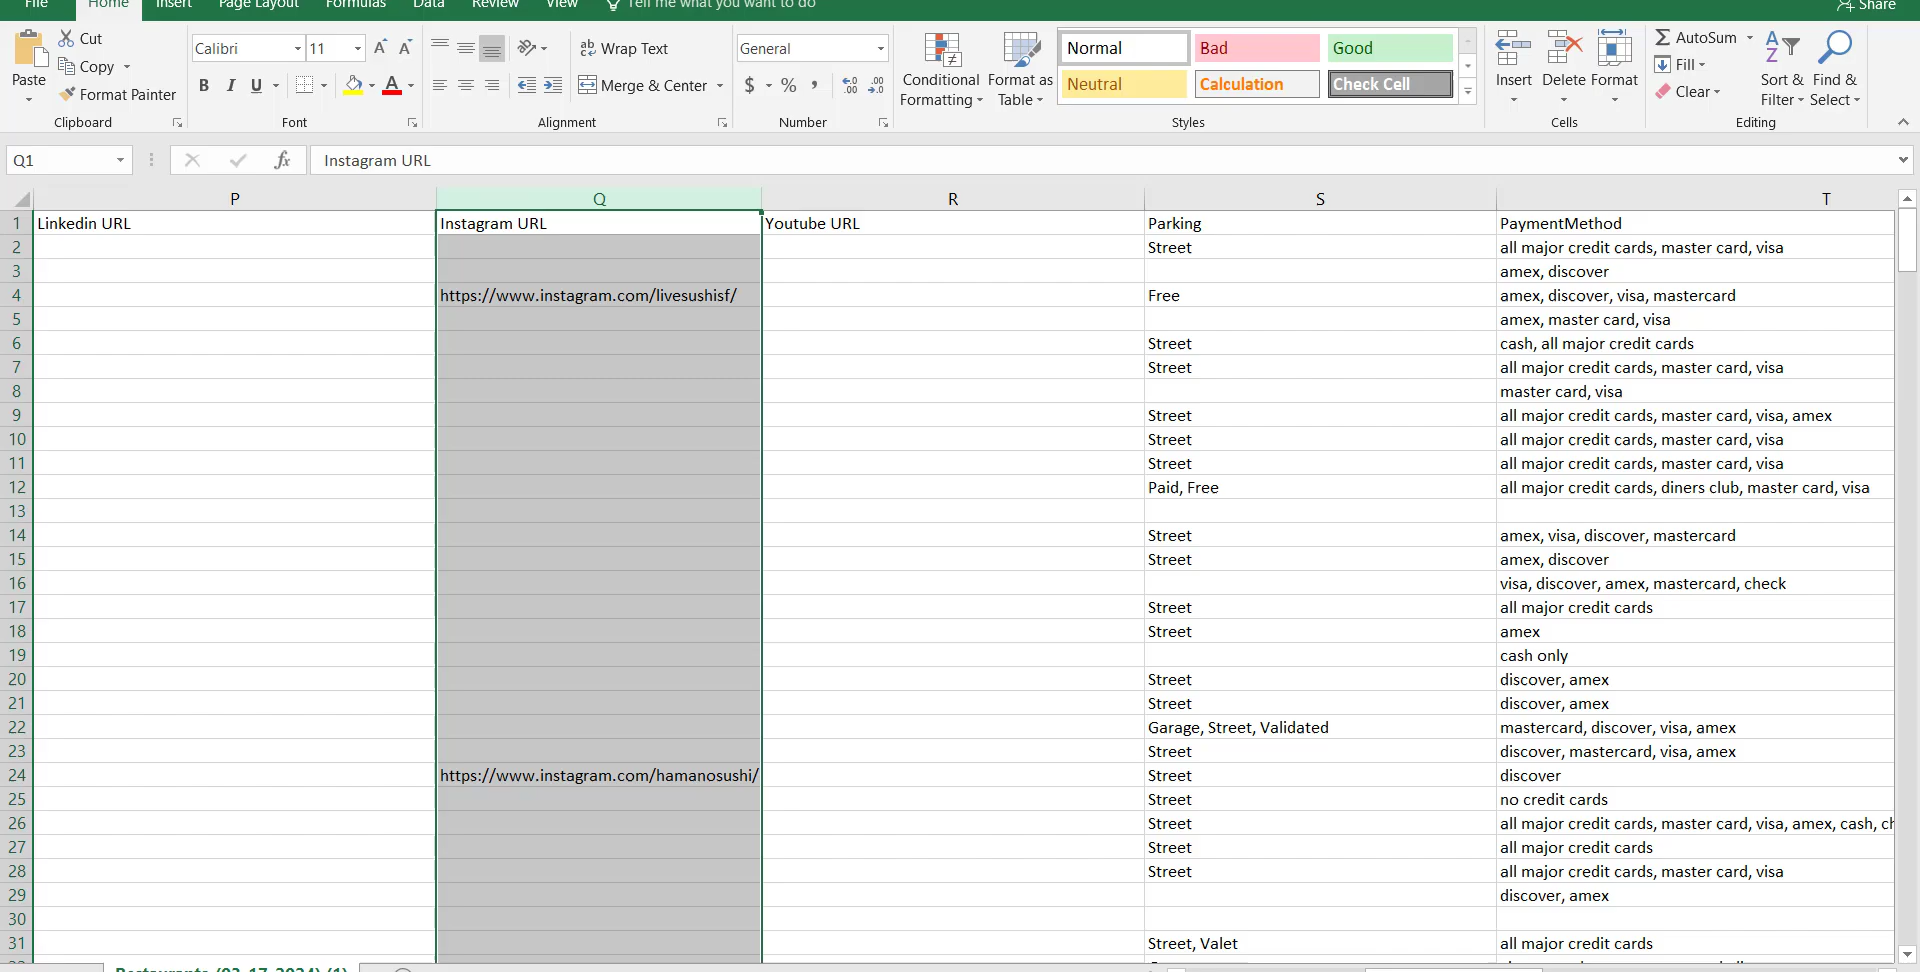 File Home Insert Page Layout Formulas Data Review View Tell me what you want to do Share
Paste Cut Copy Format Painter Clipboard
Calibri 11 A A B I U A Font
Wrap Text Merge & Center Alignment
General $ % , .00 Number
Conditional Formatting Format as Table
Normal Bad Good
Neutral Calculation Check Cell
Styles
Insert Delete Format Cells
AutoSum Fill Clear Sort & Filter Find & Select Editing
Q1 fx Instagram URL
P Q R S T
1 Linkedin URL Instagram URL Youtube URL Parking PaymentMethod
2 Street all major credit cards, master card, visa
3 amex, discover
4 https://www.instagram.com/livesushisf/ Free amex, discover, visa, mastercard
5 amex, master card, visa
6 Street cash, all major credit cards
7 Street all major credit cards, master card, visa
8 master card, visa
9 Street all major credit cards, master card, visa, amex
10 Street all major credit cards, master card, visa
11 Street all major credit cards, master card, visa
12 Paid, Free all major credit cards, diners club, master card, visa
13
14 Street amex, visa, discover, mastercard
15 Street amex, discover
16 visa, discover, amex, mastercard, check
17 Street all major credit cards
18 Street amex
19 cash only
20 Street discover, amex
21 Street discover, amex
22 Garage, Street, Validated mastercard, discover, visa, amex
23 Street discover, mastercard, visa, amex
24 https://www.instagram.com/hamanosushi/ Street discover
25 Street no credit cards
26 Street all major credit cards, master card, visa, amex, cash, ch
27 Street all major credit cards
28 Street all major credit cards, master card, visa
29 discover, amex
30
31 Street, Valet all major credit cards
Restaurants (03-17-2024) (1)